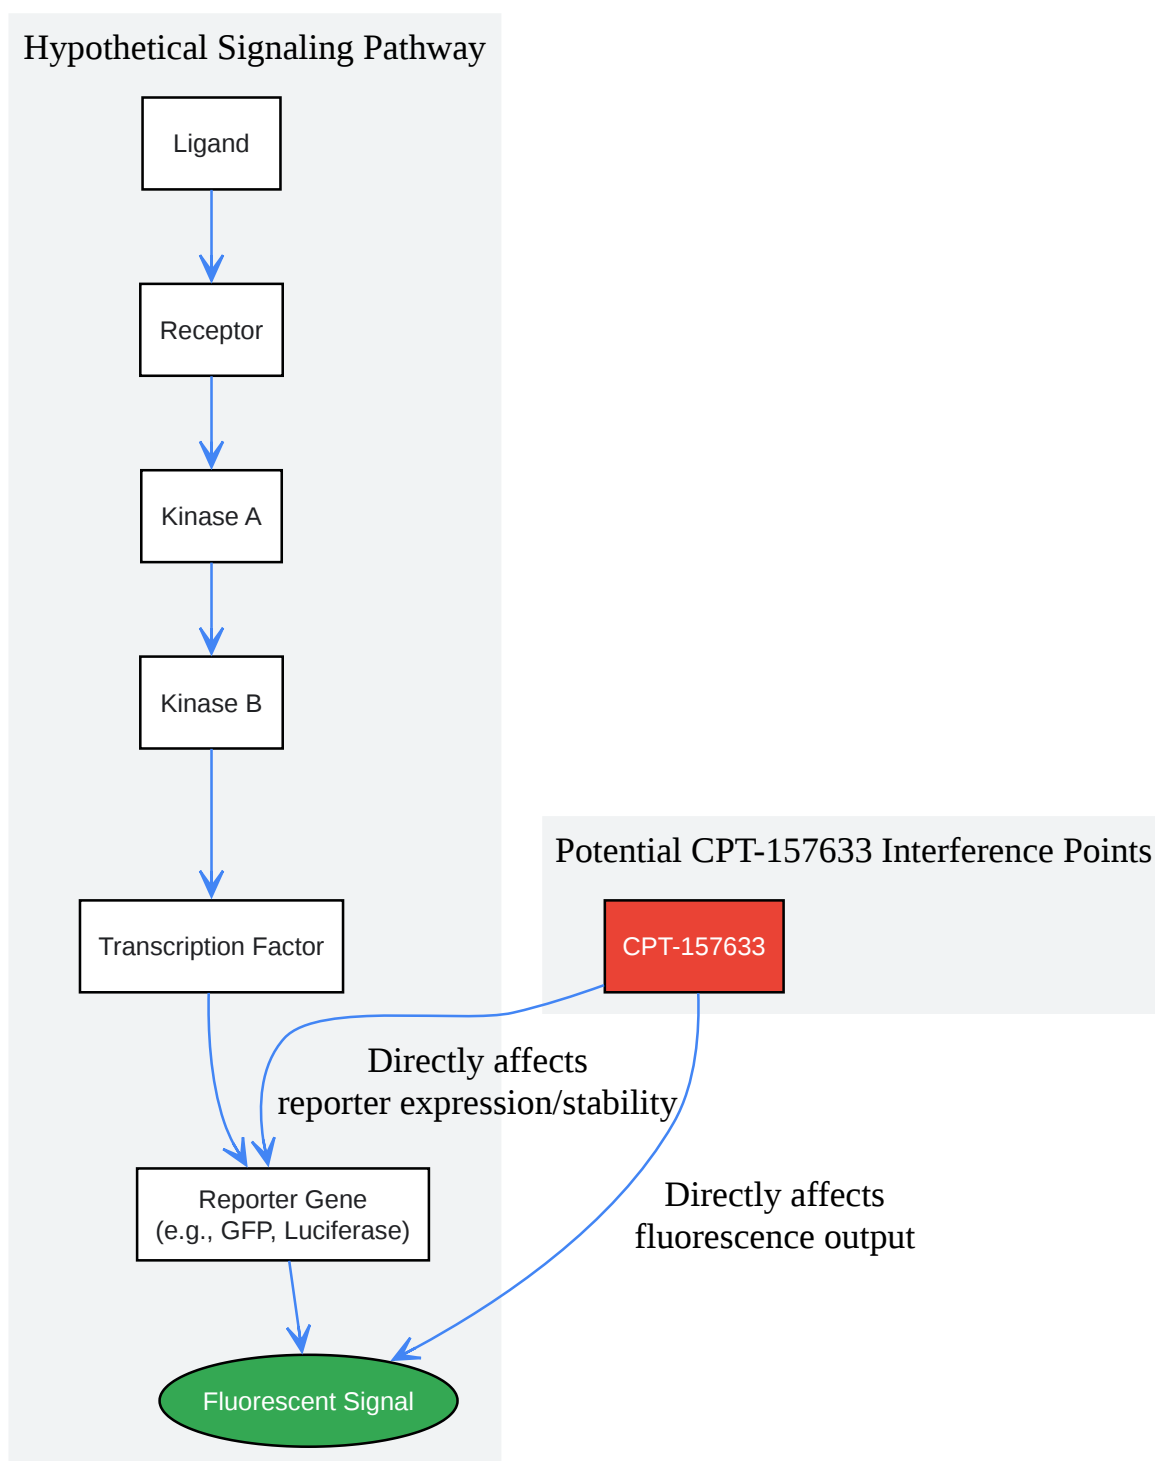 Hypothetical Signaling Pathway
Ligand
Receptor
Kinase A
Kinase B
Potential CPT-157633 Interference Points
Transcription Factor
CPT-157633
Directly affects
reporter expression/stability
Reporter Gene
(e.g., GFP, Luciferase)
Directly affects
fluorescence output
Fluorescent Signal